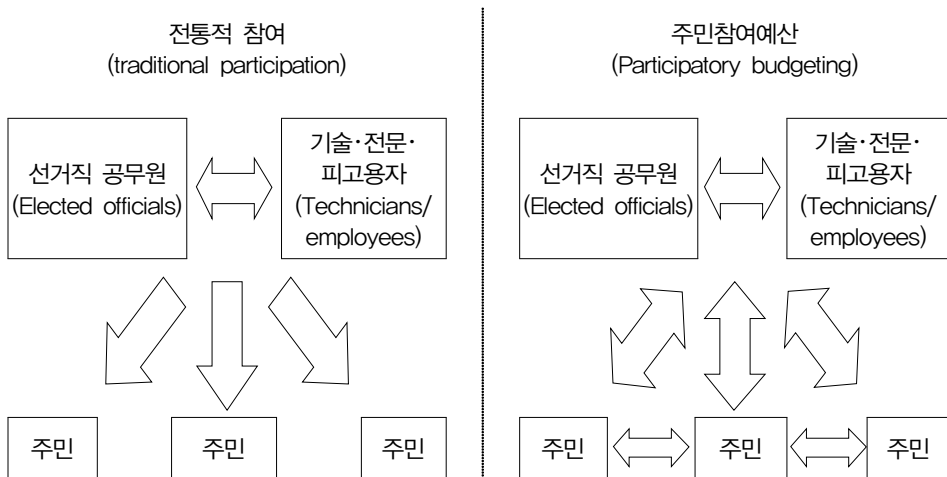 전통적 참여
(traditional participation)
선거직 공무원
(Elected officials)
기술·전문·
피고용자
(Technicians/
employees)
주민
주민
주민
주민참여예산
(Participatory budgeting)
선거직 공무원
(Elected officials)
기술·전문·
피고용자
(Technicians/
employees)
주민
주민
주민